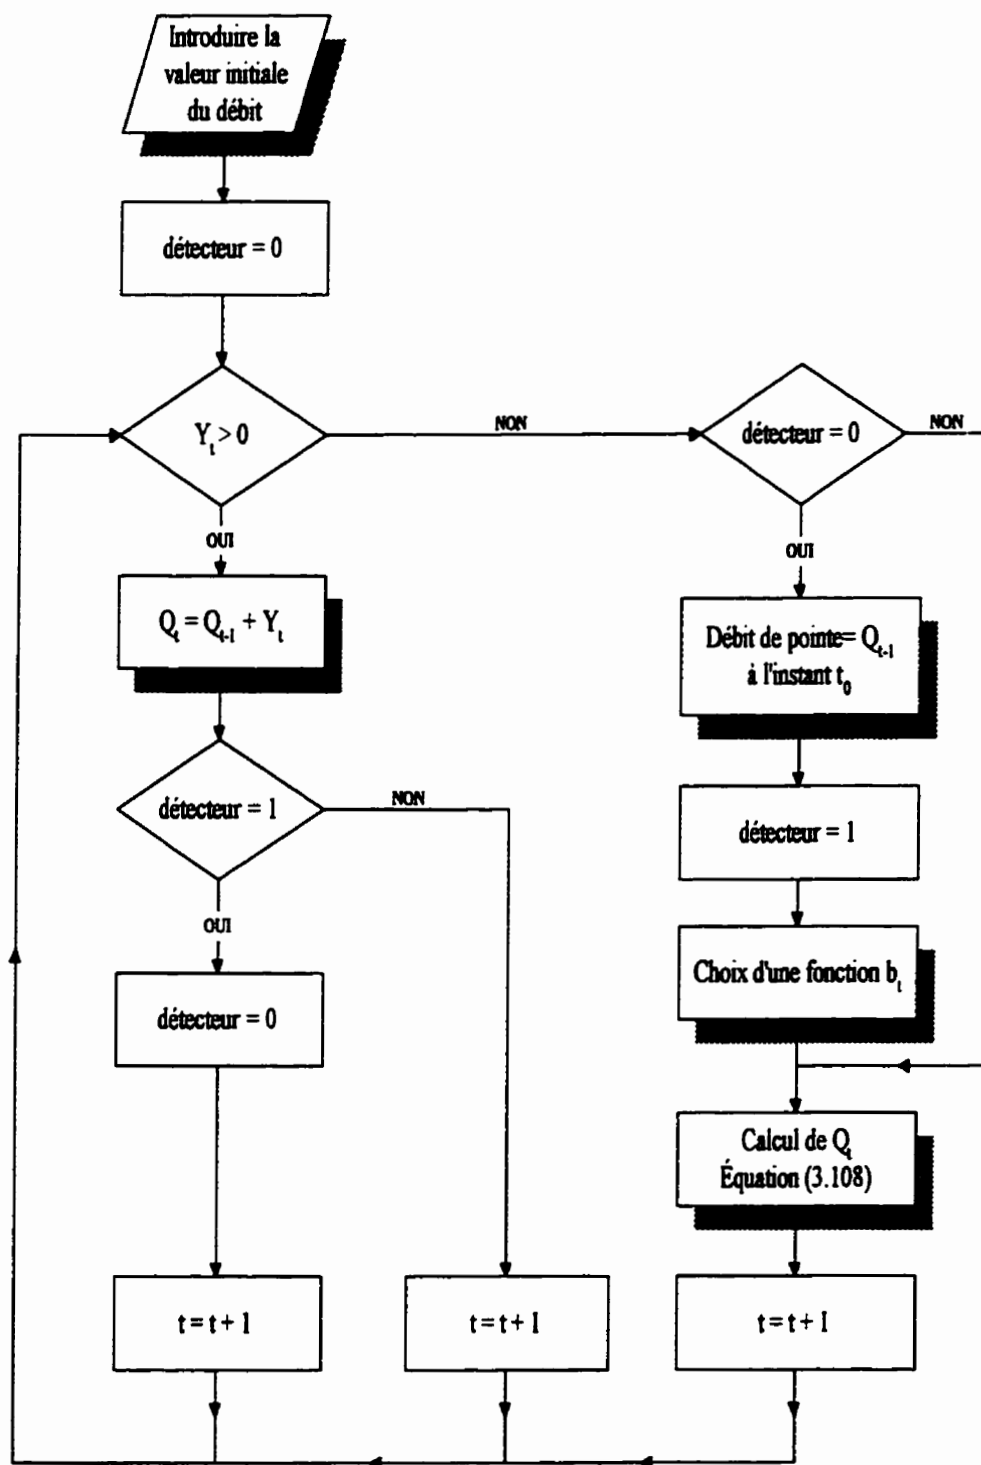 Introduire la
valeur initiale
du débit
détecteur = 0
Y_t > 0
NON
détecteur = 0
NON
OUI
Q_t = Q_{t-1} + Y_t
OUI
Débit de pointe= Q_{t-1}
à l'instant t_0
détecteur = 1
NON
détecteur = 1
OUI
Choix d'une fonction b_t
détecteur = 0
Calcul de Q_t
Équation (3.108)
t = t + 1
t = t + 1
t = t + 1